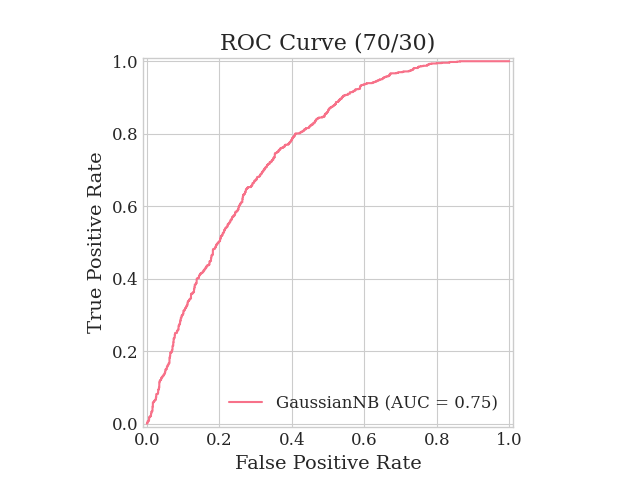 ROC Curve (70/30)
1.0
0.8
0.6
0.4
0.2
0.0
True Positive Rate
GaussianNB (AUC = 0.75)
0.0 0.2 0.4 0.6 0.8 1.0
False Positive Rate